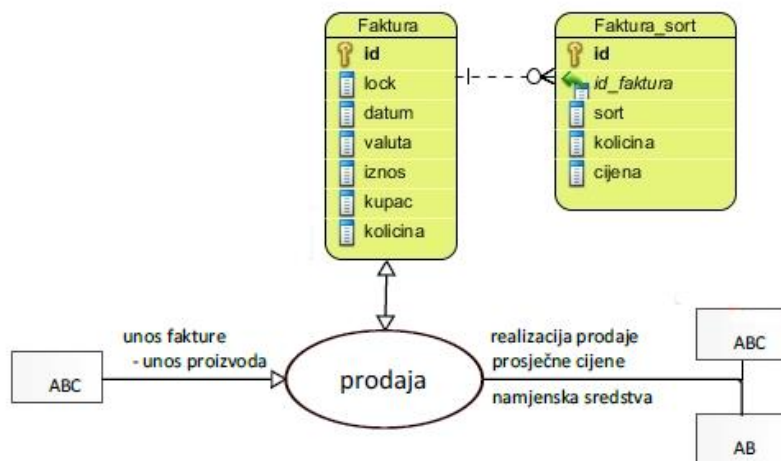 Faktura
id
lock
datum
valuta
iznos
kupac
kolicina
Faktura_sort
id
id_faktura
sort
kolicina
cijena
unos fakture
- unos proizvoda
ABC
prodaja
realizacija prodaje
prosječne cijene
namjenska sredstva
ABC
AB